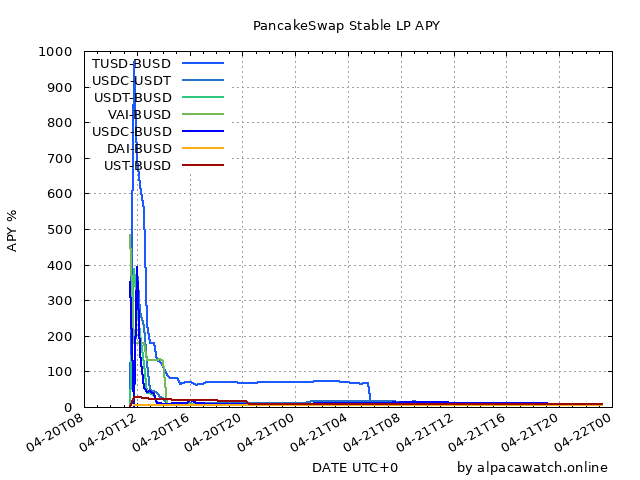 PancakeSwap Stable LP APY
1000
900
800
700
600
500
400
300
200
100
0
APY %
TUSD-BUSD
USDC-USDT
USDT-BUSD
VAI-BUSD
USDC-BUSD
DAI-BUSD
UST-BUSD
04-20T08
04-20T12
04-20T16
04-20T20
04-21T00
04-21T04
04-21T08
04-21T12
04-21T16
04-21T20
04-22T00
DATE UTC+0
by alpacawatch.online